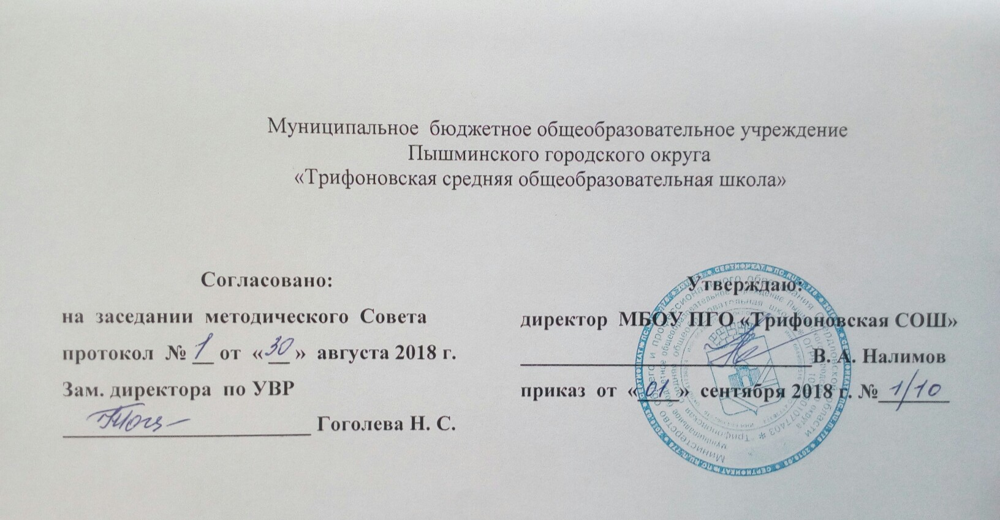 Муниципальное бюджетное общеобразовательное учреждение
Пышминского городского округа
«Трифоновская средняя общеобразовательная школа»
Согласовано:
на заседании методического Совета
протокол № 1 от «30» августа 2018 г.
Зам. директора по УВР
Гоголева Н. С.
Утверждаю:
директор МБОУ ПГО «Трифоновская СОШ»
В. А. Налимов
приказ от «01» сентября 2018 г. № 1/10